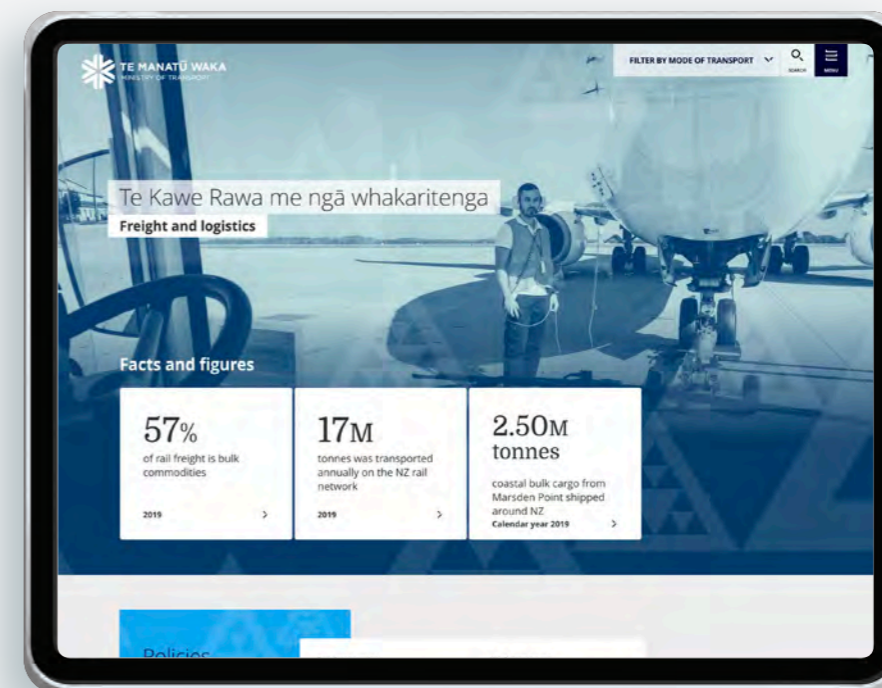 TE MANATŪ WAKA
MINISTRY OF TRANSPORT
FILTER BY MODE OF TRANSPORT
SEARCH
MENU
Te Kawe Rawa me ngā whakaritenga
Freight and logistics
Facts and figures
57%
of rail freight is bulk
commodities
2019
17M
tonnes was transported
annually on the NZ rail
network
2019
2.50M
tonnes
coastal bulk cargo from
Marsden Point shipped
around NZ
Calendar year 2019
Policies